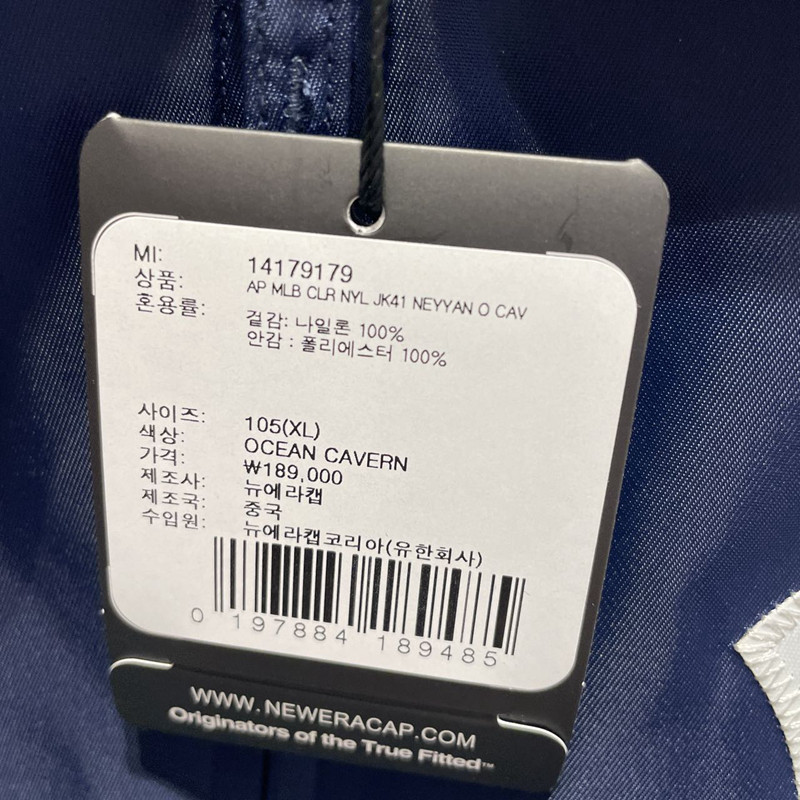 MI: 14179179
상품: AP MLB CLR NYL JK41 NEYYAN O CAV
혼용률: 겉감: 나일론 100%
안감 : 폴리에스터 100%
사이즈: 105(XL)
색상: OCEAN CAVERN
가격: ₩189,000
제조사: 뉴에라캡
제조국: 중국
수입원: 뉴에라캡코리아(유한회사)
0 197884 189485
WWW.NEWERACAP.COM
Originators of the True Fitted™